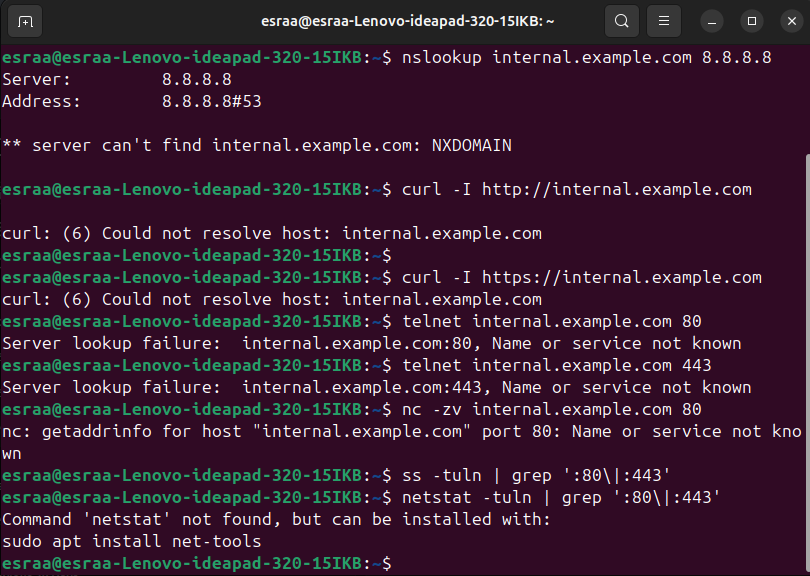 esraa@esraa-Lenovo-ideapad-320-15IKB: ~
esraa@esraa-Lenovo-ideapad-320-15IKB:~$ nslookup internal.example.com 8.8.8.8
Server:         8.8.8.8
Address:        8.8.8.8#53
** server can't find internal.example.com: NXDOMAIN
esraa@esraa-Lenovo-ideapad-320-15IKB:~$ curl -I http://internal.example.com
curl: (6) Could not resolve host: internal.example.com
esraa@esraa-Lenovo-ideapad-320-15IKB:~$
esraa@esraa-Lenovo-ideapad-320-15IKB:~$ curl -I https://internal.example.com
curl: (6) Could not resolve host: internal.example.com
esraa@esraa-Lenovo-ideapad-320-15IKB:~$ telnet internal.example.com 80
Server lookup failure:  internal.example.com:80, Name or service not known
esraa@esraa-Lenovo-ideapad-320-15IKB:~$ telnet internal.example.com 443
Server lookup failure:  internal.example.com:443, Name or service not known
esraa@esraa-Lenovo-ideapad-320-15IKB:~$ nc -zv internal.example.com 80
nc: getaddrinfo for host "internal.example.com" port 80: Name or service not kno
wn
esraa@esraa-Lenovo-ideapad-320-15IKB:~$ ss -tuln | grep ':80\|:443'
esraa@esraa-Lenovo-ideapad-320-15IKB:~$ netstat -tuln | grep ':80\|:443'
Command 'netstat' not found, but can be installed with:
sudo apt install net-tools
esraa@esraa-Lenovo-ideapad-320-15IKB:~$